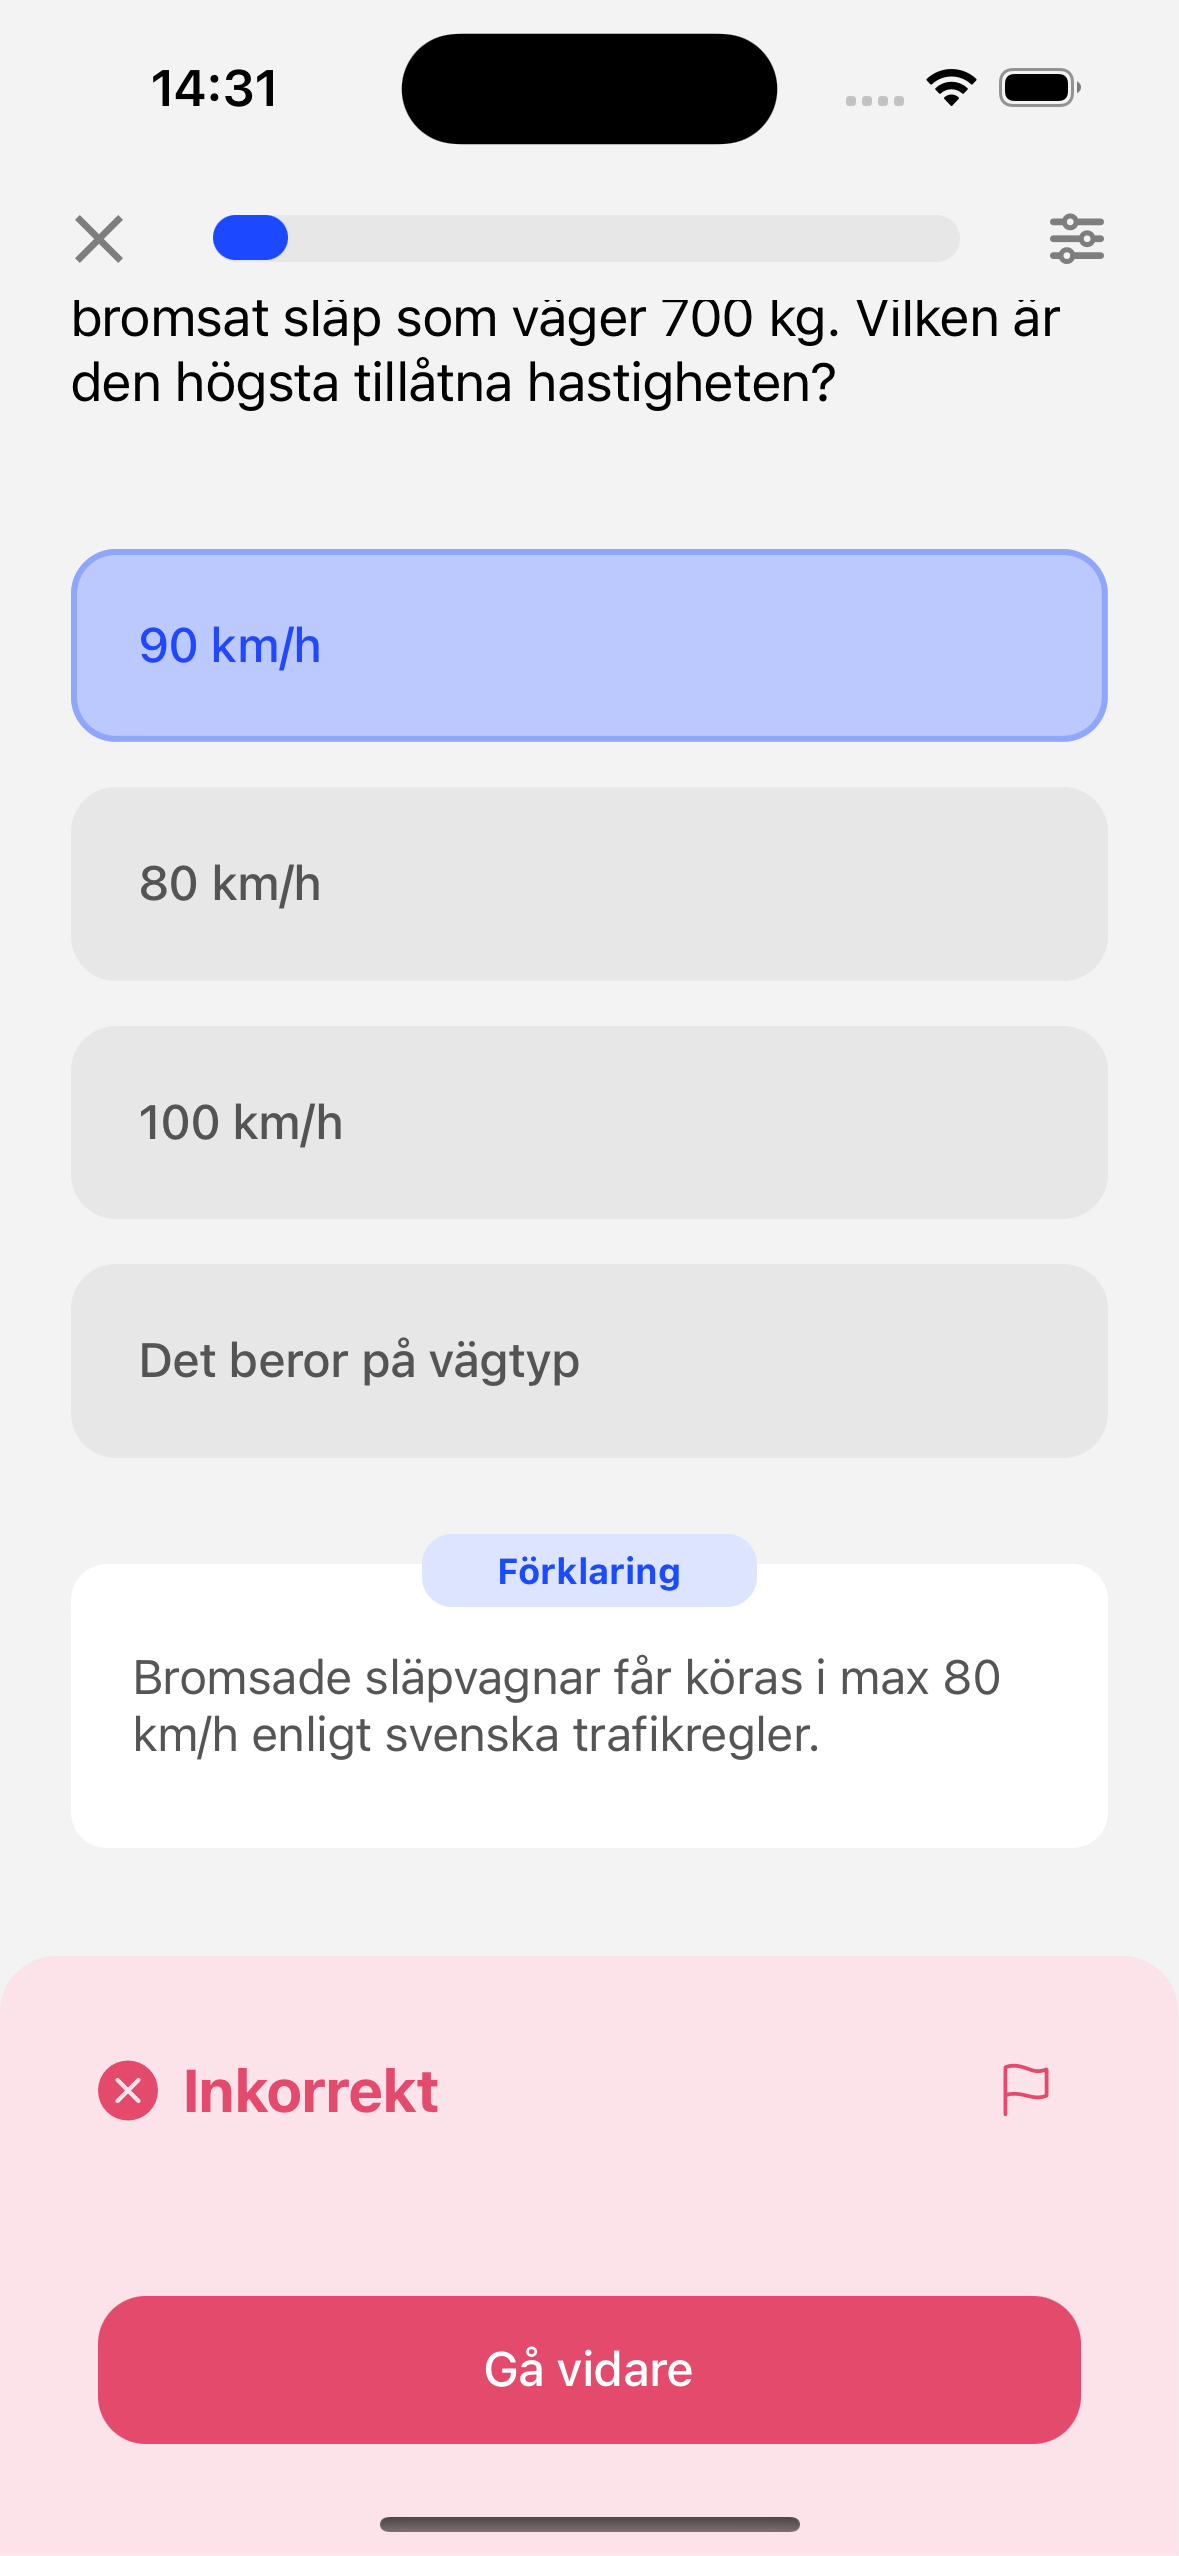 14:31
bromsat släp som väger 700 kg. Vilken är
den högsta tillåtna hastigheten?
90 km/h
80 km/h
100 km/h
Det beror på vägtyp
Förklaring
Bromsade släpvagnar får köras i max 80
km/h enligt svenska trafikregler.
Inkorrekt
Gå vidare